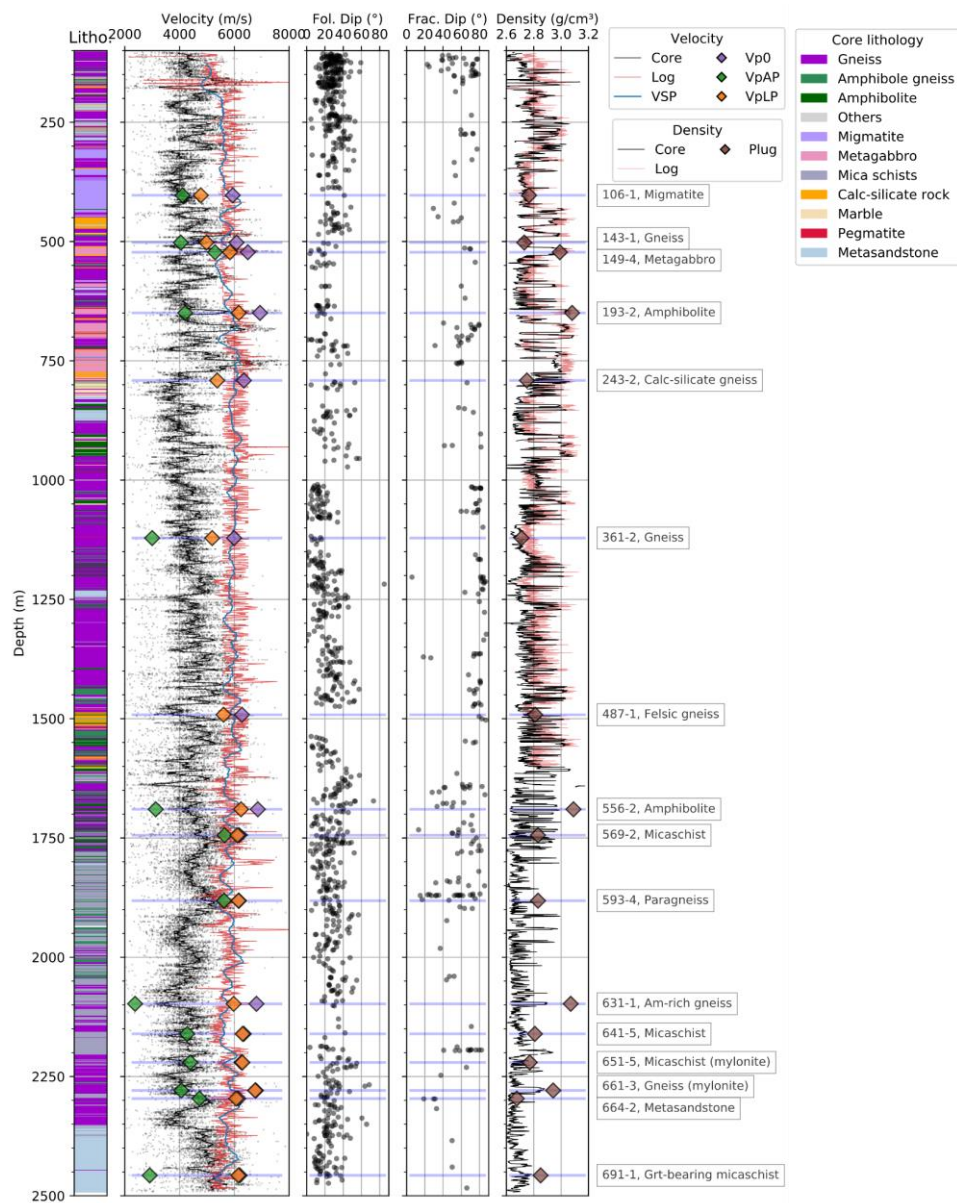 Velocity (m/s) Fol. Dip (°) Frac. Dip (°) Density (g/cm³)
Litho. 2000 4000 6000 8000 0 20 40 60 80 0 20 40 60 80 2.6 2.8 3.0 3.2
Depth (m)
250
500
750
1000
1250
1500
1750
2000
2250
2500
106-1, Migmatite
143-1, Gneiss
149-4, Metagabbro
193-2, Amphibolite
243-2, Calc-silicate gneiss
361-2, Gneiss
487-1, Felsic gneiss
556-2, Amphibolite
569-2, Micaschist
593-4, Paragneiss
631-1, Am-rich gneiss
641-5, Micaschist
651-5, Micaschist (mylonite)
661-3, Gneiss (mylonite)
664-2, Metasandstone
691-1, Grt-bearing micaschist
Velocity
Core
Log
VSP
Vp0
VpAP
VpLP
Density
Core
Log
Plug
Core lithology
Gneiss
Amphibole gneiss
Amphibolite
Others
Migmatite
Metagabbro
Mica schists
Calc-silicate rock
Marble
Pegmatite
Metasandstone